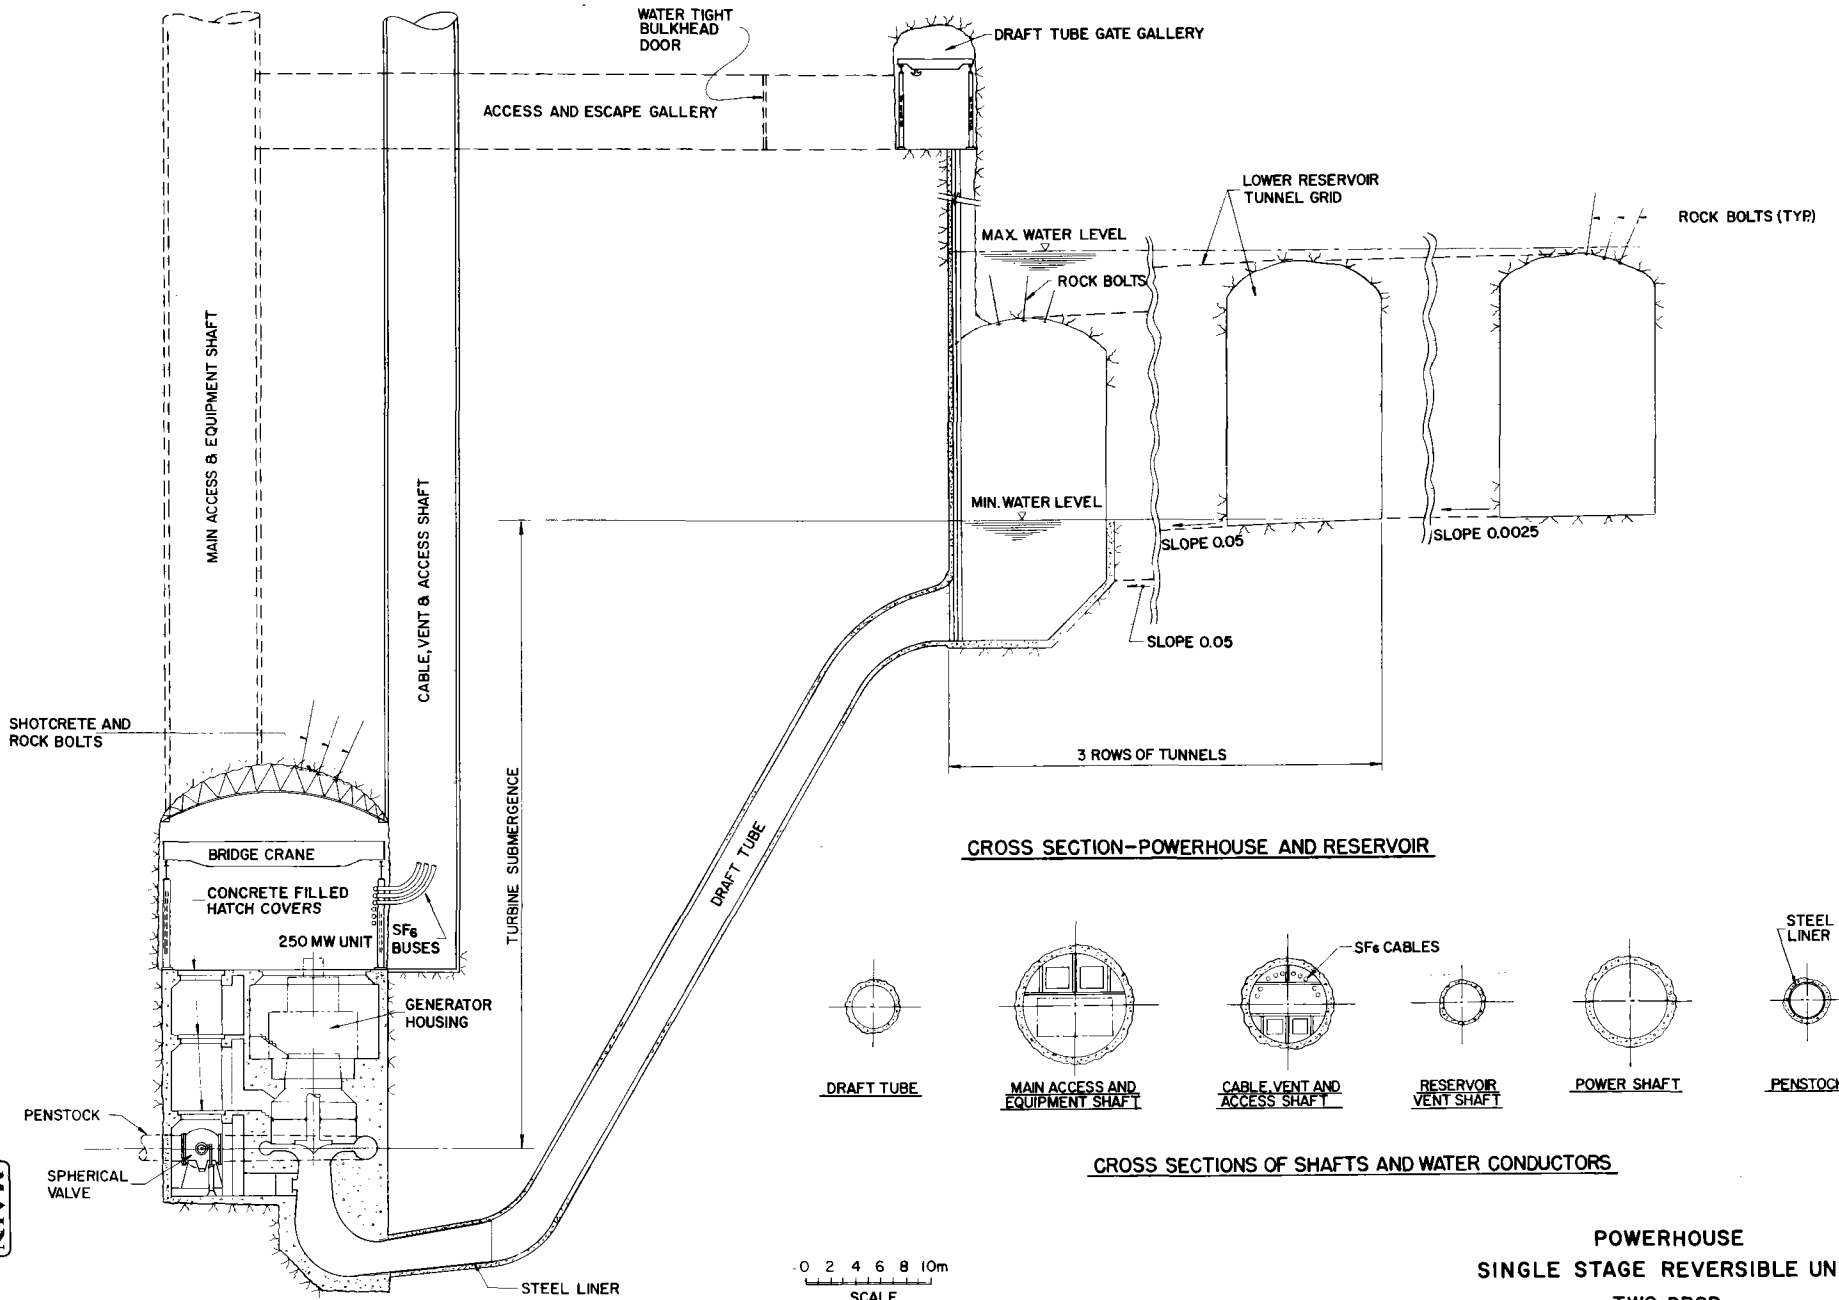 WATER TIGHT
BULKHEAD
DOOR
DRAFT TUBE GATE GALLERY
ACCESS AND ESCAPE GALLERY
LOWER RESERVOIR
TUNNEL GRID
ROCK BOLTS (TYP.)
MAX. WATER LEVEL
ROCK BOLTS
MAIN ACCESS & EQUIPMENT SHAFT
CABLE, VENT & ACCESS SHAFT
MIN. WATER LEVEL
SLOPE 0.05
SLOPE 0.0025
SLOPE 0.05
SHOTCRETE AND
ROCK BOLTS
3 ROWS OF TUNNELS
TURBINE SUBMERGENCE
DRAFT TUBE
BRIDGE CRANE
CONCRETE FILLED
HATCH COVERS
250 MW UNIT
SF6
BUSES
CROSS SECTION-POWERHOUSE AND RESERVOIR
GENERATOR
HOUSING
SF6 CABLES
STEEL
LINER
DRAFT TUBE
MAIN ACCESS AND
EQUIPMENT SHAFT
CABLE, VENT AND
ACCESS SHAFT
RESERVOIR
VENT SHAFT
POWER SHAFT
PENSTOCK
PENSTOCK
SPHERICAL
VALVE
CROSS SECTIONS OF SHAFTS AND WATER CONDUCTORS
STEEL LINER
0 2 4 6 8 10m
SCALE
POWERHOUSE
SINGLE STAGE REVERSIBLE UN